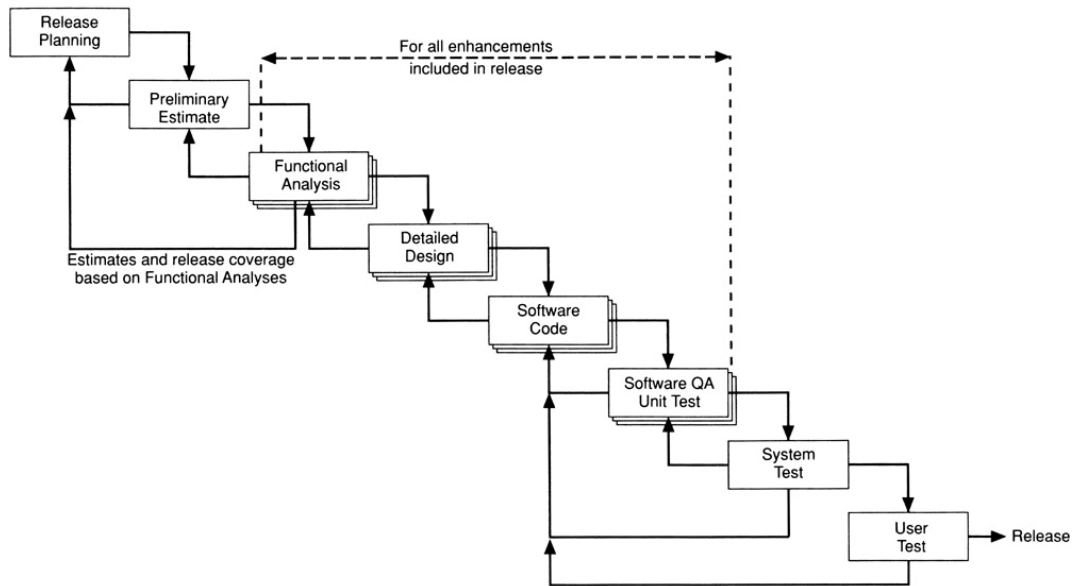 Release
Planning
For all enhancements
included in release
Preliminary
Estimate
Functional
Analysis
Detailed
Design
Estimates and release coverage
based on Functional Analyses
Software
Code
Software QA
Unit Test
System
Test
User
Test
Release